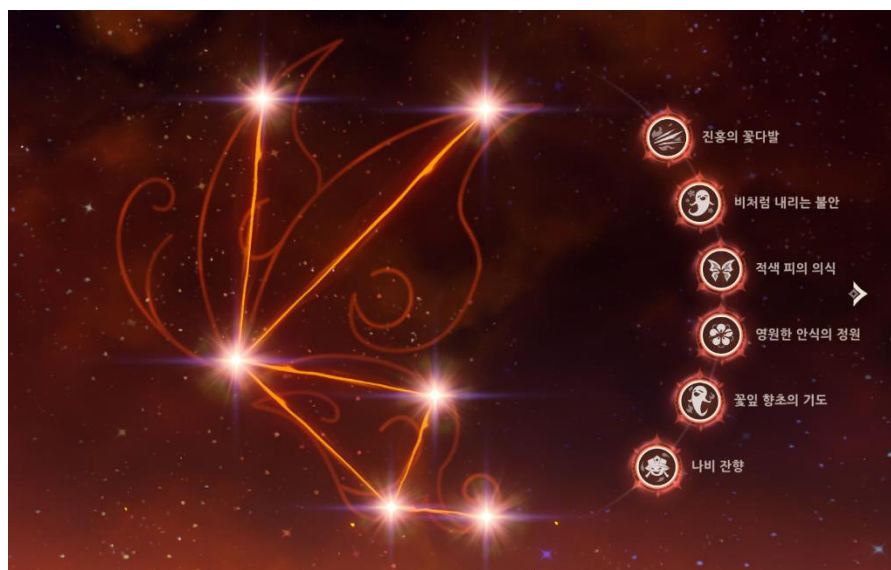 진홍의 꽃다발
비처럼 내리는 불안
적색 피의 의식
영원한 안식의 정원
꽃잎 향초의 기도
나비 잔향